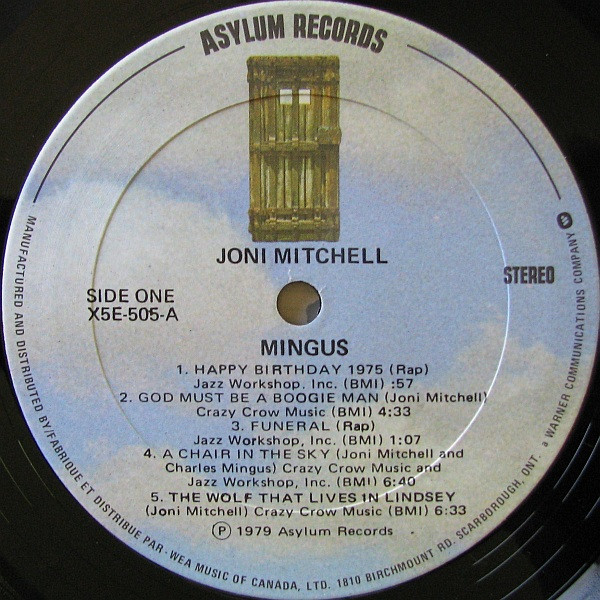 ASYLUM RECORDS
JONI MITCHELL
STEREO
SIDE ONE
X5E-505-A
MINGUS
1. HAPPY BIRTHDAY 1975 (Rap)
Jazz Workshop, Inc. (BMI) :57
2. GOD MUST BE A BOOGIE MAN (Joni Mitchell)
Crazy Crow Music (BMI) 4:33
3. FUNERAL (Rap)
Jazz Workshop, Inc. (BMI) 1:07
4. A CHAIR IN THE SKY (Joni Mitchell and
Charles Mingus) Crazy Crow Music and
Jazz Workshop, Inc. (BMI) 6:40
5. THE WOLF THAT LIVES IN LINDSEY
(Joni Mitchell) Crazy Crow Music (BMI) 6:33
Ⓟ 1979 Asylum Records
MANUFACTURED AND DISTRIBUTED BY/FABRIQUE ET DISTRIBUE PAR - WEA MUSIC OF CANADA, LTD. 1810 BIRCHMOUNT RD. SCARBOROUGH, ONT. a WARNER COMMUNICATIONS COMPANY